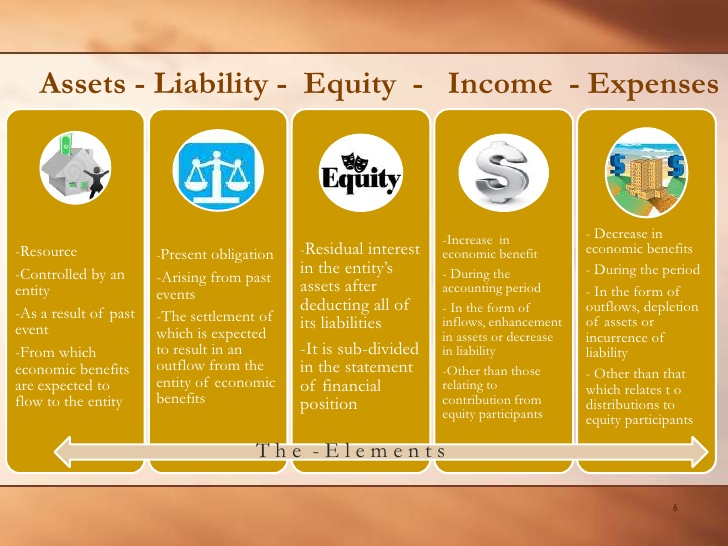 Assets - Liability - Equity - Income - Expenses
-Resource
-Controlled by an
entity
-As a result of past
event
-From which
economic benefits
are expected to
flow to the entity
-Present obligation
-Arising from past
events
-The settlement of
which is expected
to result in an
outflow from the
entity of economic
benefits
Equity
-Residual interest
in the entity's
assets after
deducting all of
its liabilities
-It is sub-divided
in the statement
of financial
position
-Increase in
economic benefit
- During the
accounting period
- In the form of
inflows, enhancement
in assets or decrease
in liability
-Other than those
relating to
contribution from
equity participants
- Decrease in
economic benefits
- During the period
- In the form of
outflows, depletion
of assets or
incurrence of
liability
- Other than that
which relates t o
distributions to
equity participants
T h e - E l e m e n t s
6